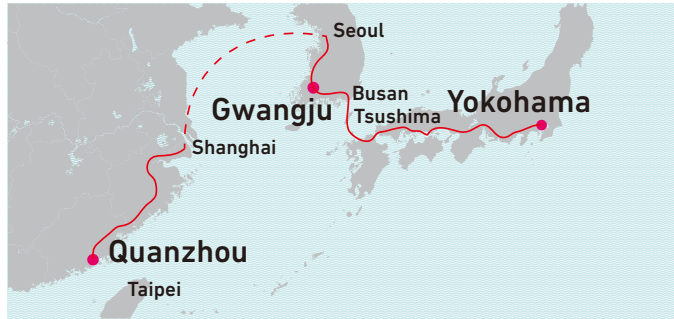 Seoul
Busan
Gwangju
Tsushima
Yokohama
Shanghai
Quanzhou
Taipei